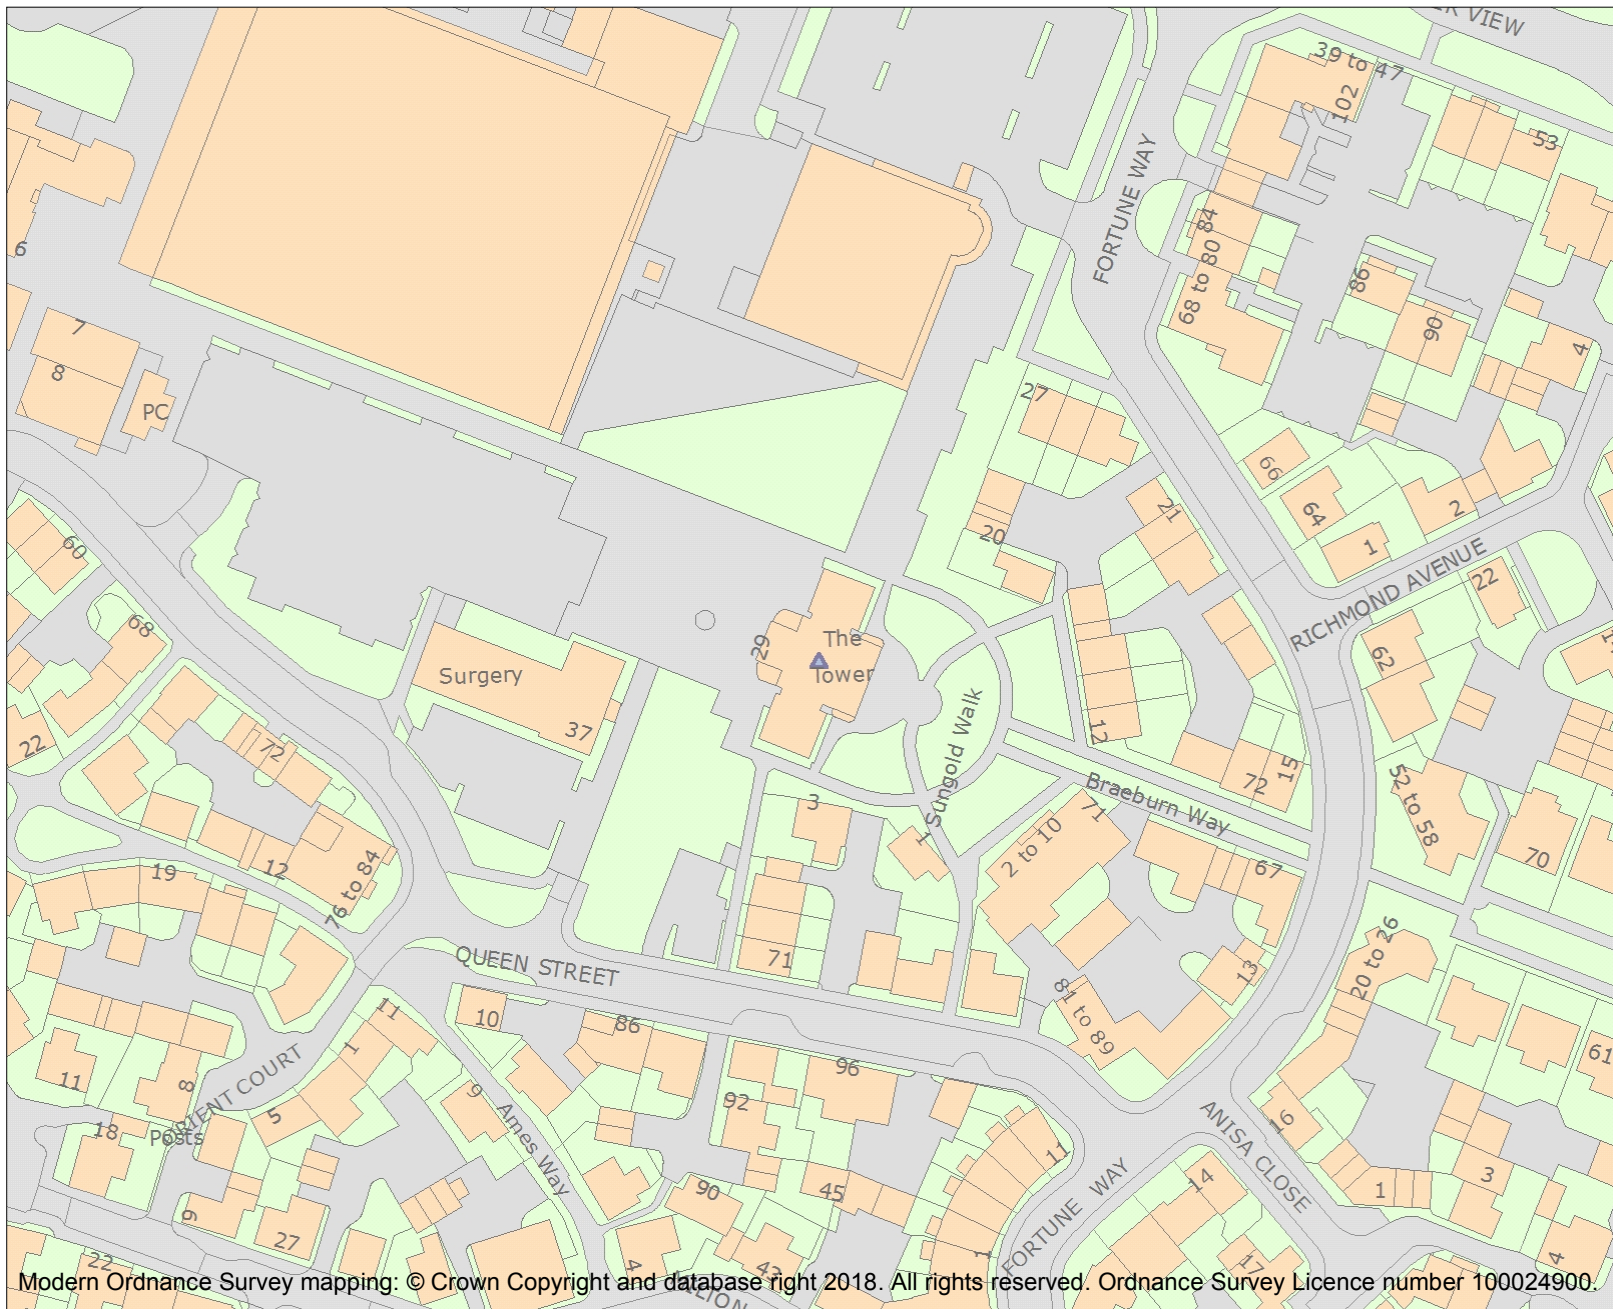 VIEW
39 to 47
102
53
FORTUNE WAY
6
68 to 80 84
86
90
4
7
8
PC
27
66
64
2
1
21
20
60
RICHMOND AVENUE
22
68
29
The
Tower
Surgery
37
62
22
72
12
Sungold Walk
15
72
Braeburn Way
71
3
2 to 10
1
52 to 58
70
67
19
12
76 to 84
71
QUEEN STREET
20 to 26
13
81 to 89
10
86
11
1
61
96
11
8
ORIENT COURT
9
92
5
Ames Way
ANISA CLOSE
16
18
Posts
11
3
14
1
90
45
FORTUNE WAY
9
27
1
17
4
22
4
43
Modern Ordnance Survey mapping: © Crown Copyright and database right 2018. All rights reserved. Ordnance Survey Licence number 100024900.